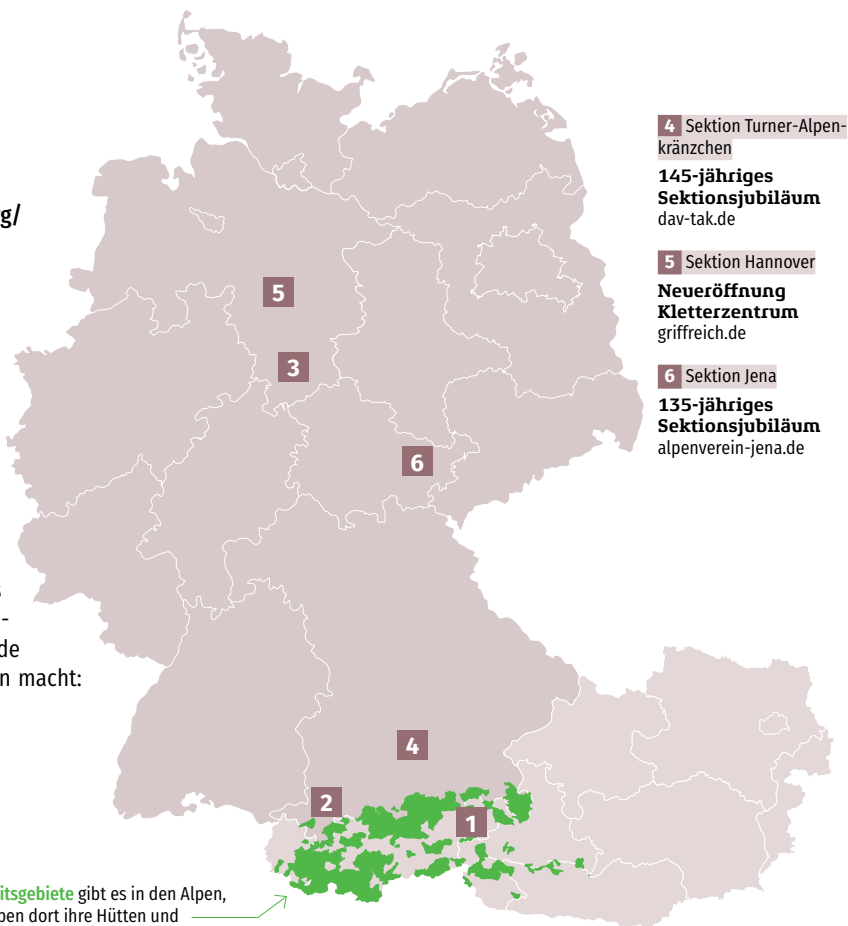 g/
s
-
de
n macht:
5
3
6
4
2
1
4 Sektion Turner-Alpen-
kränzchen
145-jähriges
Sektionsjubiläum
dav-tak.de
5 Sektion Hannover
Neueröffnung
Kletterzentrum
griffreich.de
6 Sektion Jena
135-jähriges
Sektionsjubiläum
alpenverein-jena.de
itsgebiete gibt es in den Alpen,
ben dort ihre Hütten und